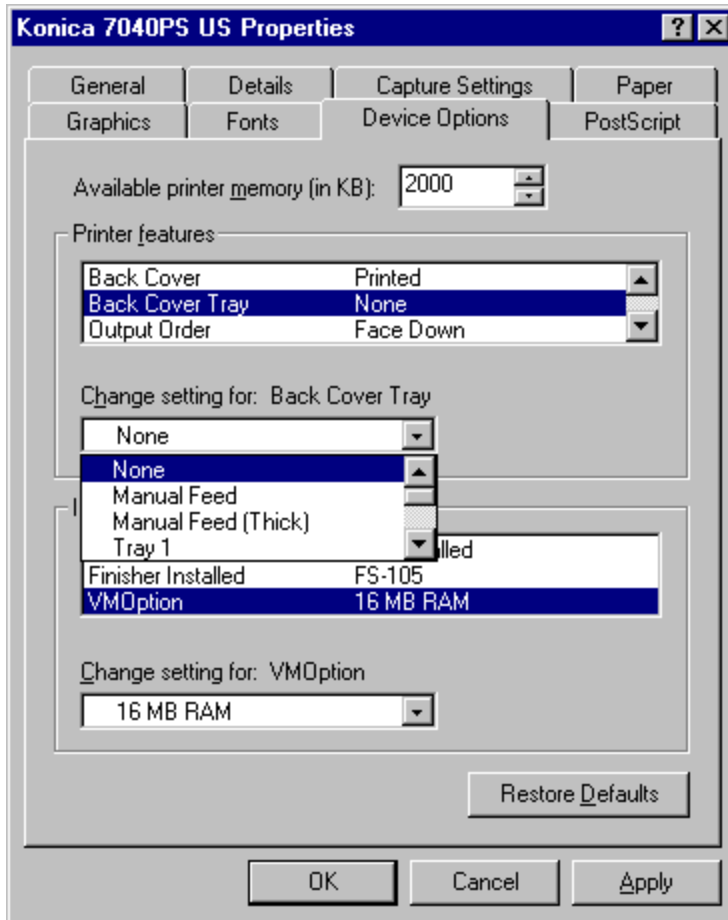 Konica 7040PS US Properties
General Details Capture Settings Paper
Graphics Fonts Device Options PostScript
Available printer memory (in KB): 2000
Printer features
Back Cover Printed
Back Cover Tray None
Output Order Face Down
Change setting for: Back Cover Tray
None
None
Manual Feed
Manual Feed (Thick)
Tray 1
Finisher Installed FS-105
VMOption 16 MB RAM
Change setting for: VMOption
16 MB RAM
Restore Defaults
OK Cancel Apply